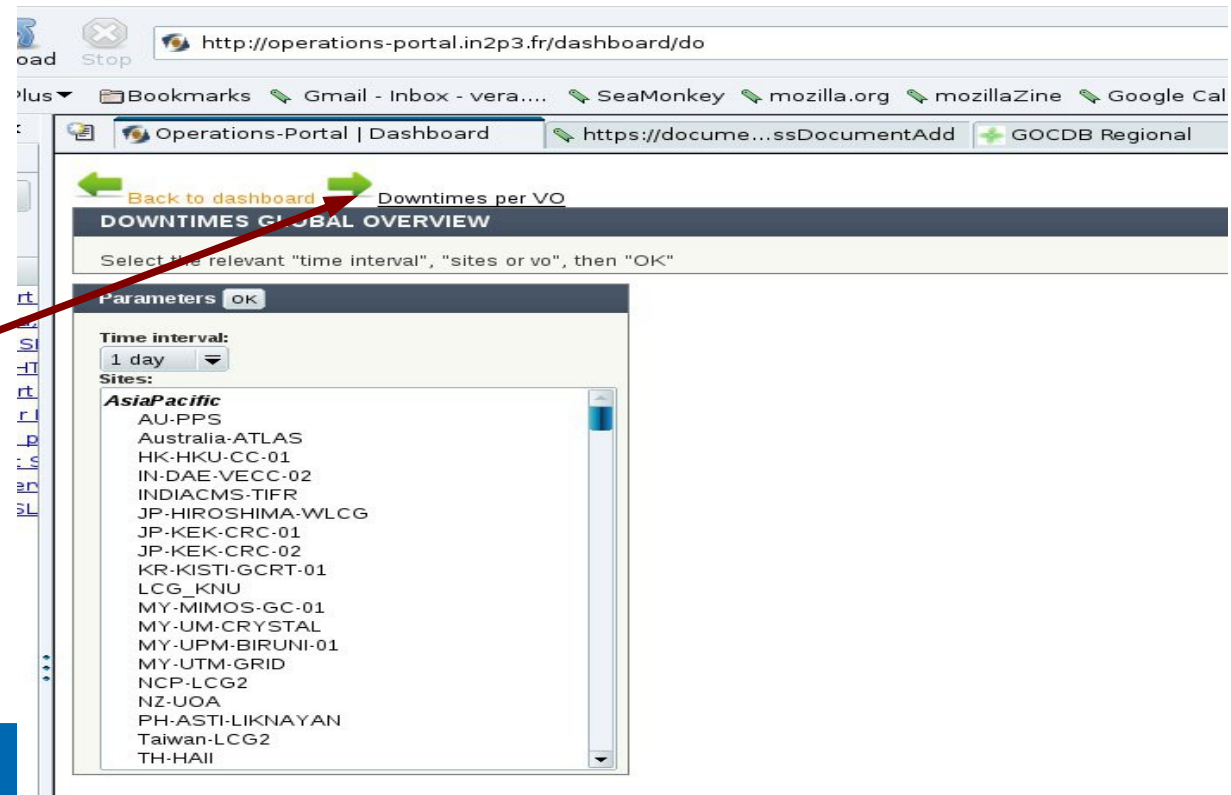 oad Stop http://operations-portal.in2p3.fr/dashboard/do
Plus Bookmarks Gmail - Inbox - vera.... SeaMonkey mozilla.org mozillaZine Google Cal
Operations-Portal | Dashboard https://docume...ssDocumentAdd GOCDB Regional
Back to dashboard Downtimes per VO
DOWNTIMES GLOBAL OVERVIEW
Select the relevant "time interval", "sites or vo", then "OK"
Parameters OK
Time interval:
1 day
Sites:
AsiaPacific
AU-PPS
Australia-ATLAS
HK-HKU-CC-01
IN-DAE-VECC-02
INDIACMS-TIFR
JP-HIROSHIMA-WLCG
JP-KEK-CRC-01
JP-KEK-CRC-02
KR-KISTI-GCRT-01
LCG_KNU
MY-MIMOS-GC-01
MY-UM-CRYSTAL
MY-UPM-BIRUNI-01
MY-UTM-GRID
NCP-LCG2
NZ-UOA
PH-ASTI-LIKNAYAN
Taiwan-LCG2
TH-HAII